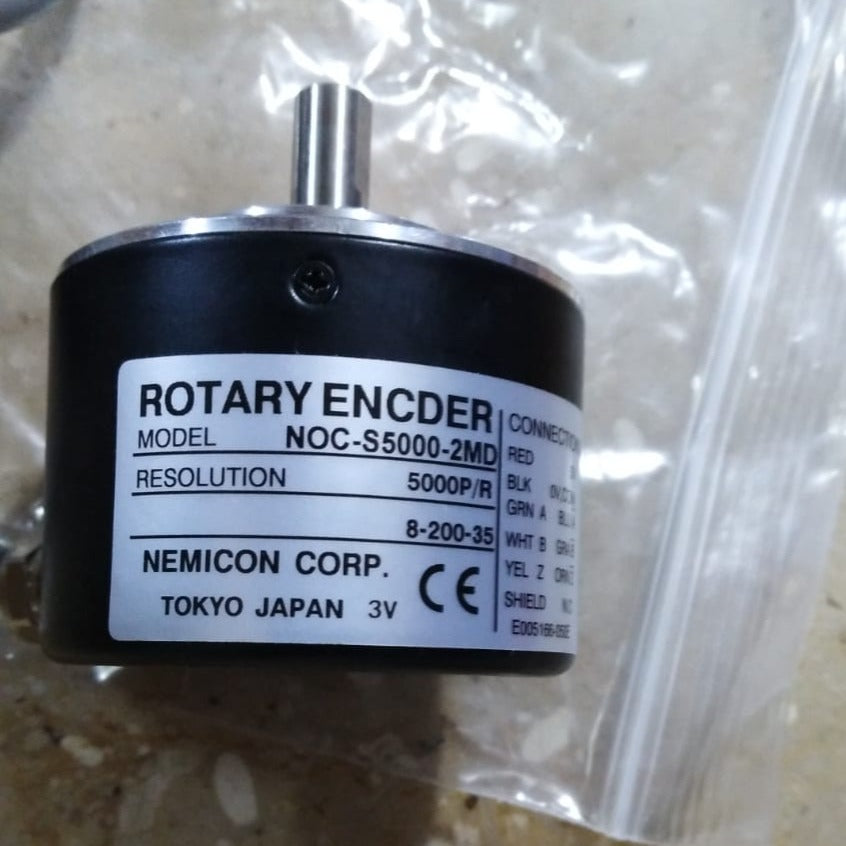 ROTARY ENCDER
MODEL NOC-S5000-2MD
RESOLUTION 5000P/R
8-200-35
NEMICON CORP.
TOKYO JAPAN 3V
CE
CONNECTION
RED
BLK
GRN A
WHT B
YEL Z
SHIELD